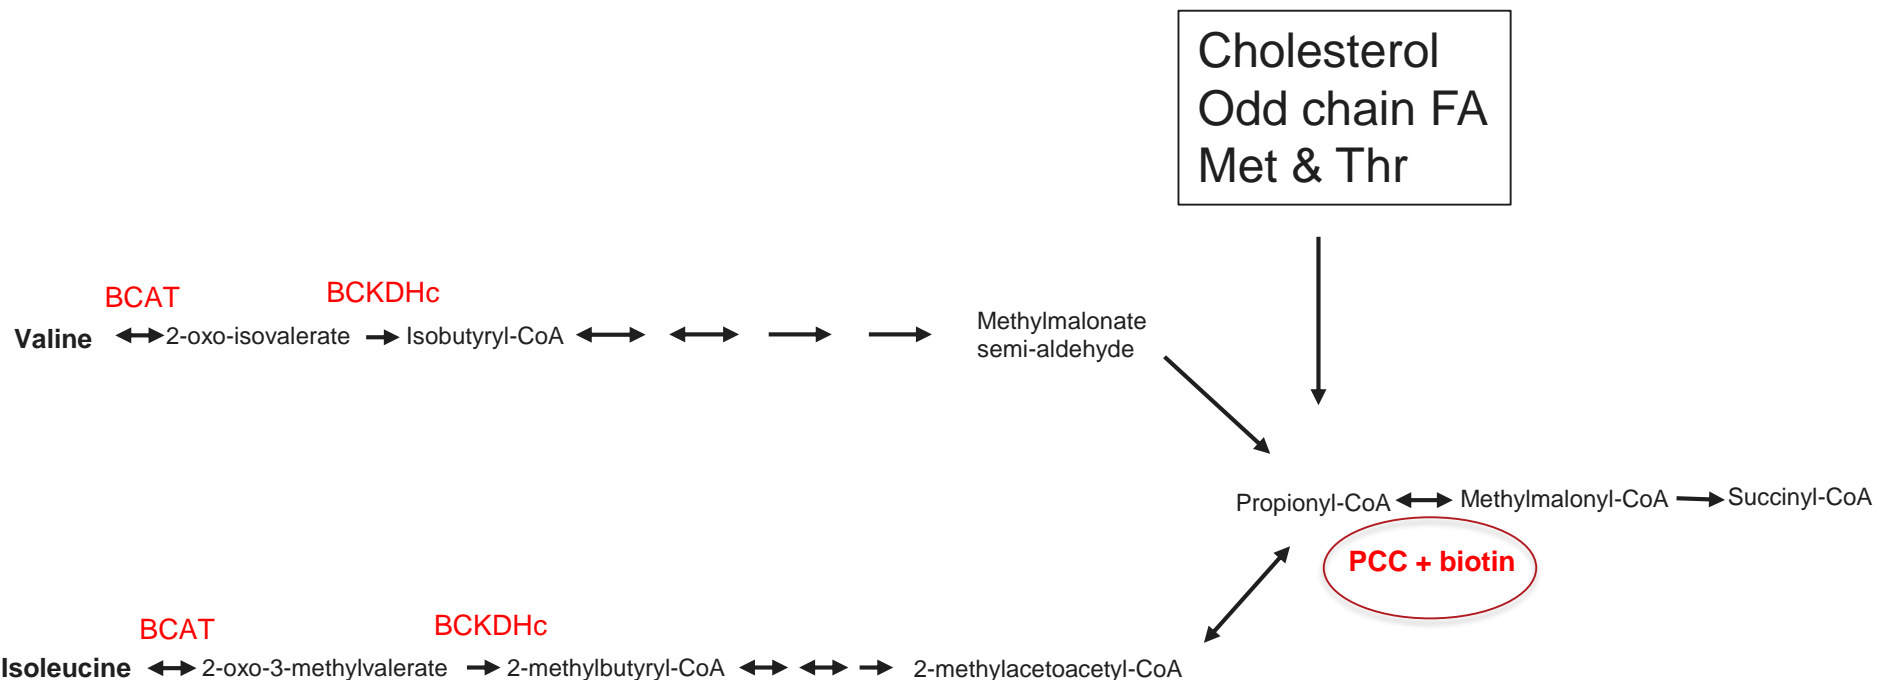 Cholesterol
Odd chain FA
Met & Thr
BCAT
BCKDHc
Valine
2-oxo-isovalerate
Isobutyryl-CoA
Methylmalonate
semi-aldehyde
Propionyl-CoA
Methylmalonyl-CoA
Succinyl-CoA
PCC + biotin
BCAT
BCKDHc
Isoleucine
2-oxo-3-methylvalerate
2-methylbutyryl-CoA
2-methylacetoacetyl-CoA